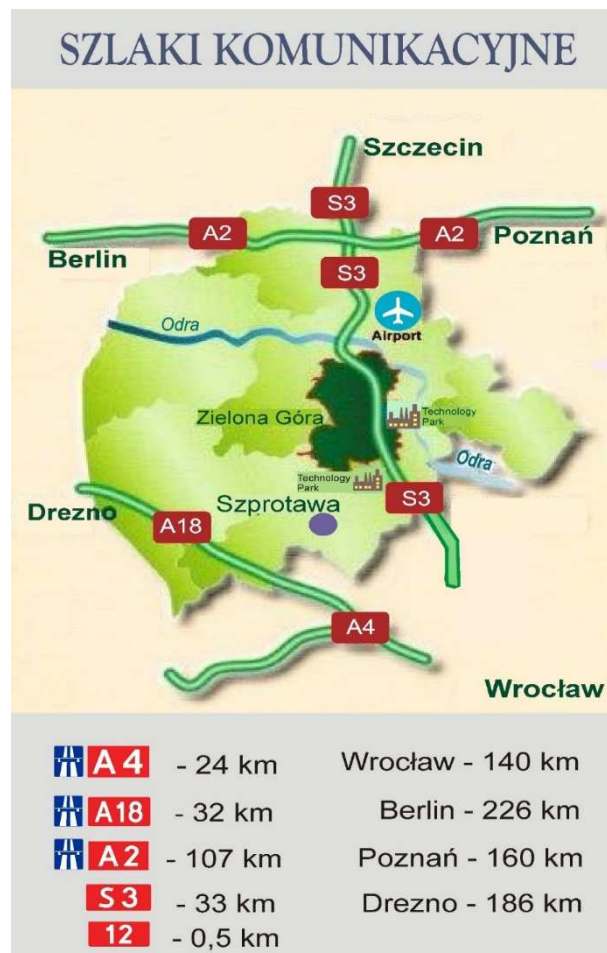 SZLAKI KOMUNIKACYJNE
Szczecin
S3
A2
A2
Poznań
Berlin
S3
Airport
Odra
Zielona Góra
Technology
Park
Odra
Technology
Park
S3
Szprotawa
Drezno
A18
A4
Wrocław
A 4 - 24 km
Wrocław - 140 km
A18 - 32 km
Berlin - 226 km
A 2 - 107 km
Poznań - 160 km
S 3 - 33 km
Drezno - 186 km
12 - 0,5 km